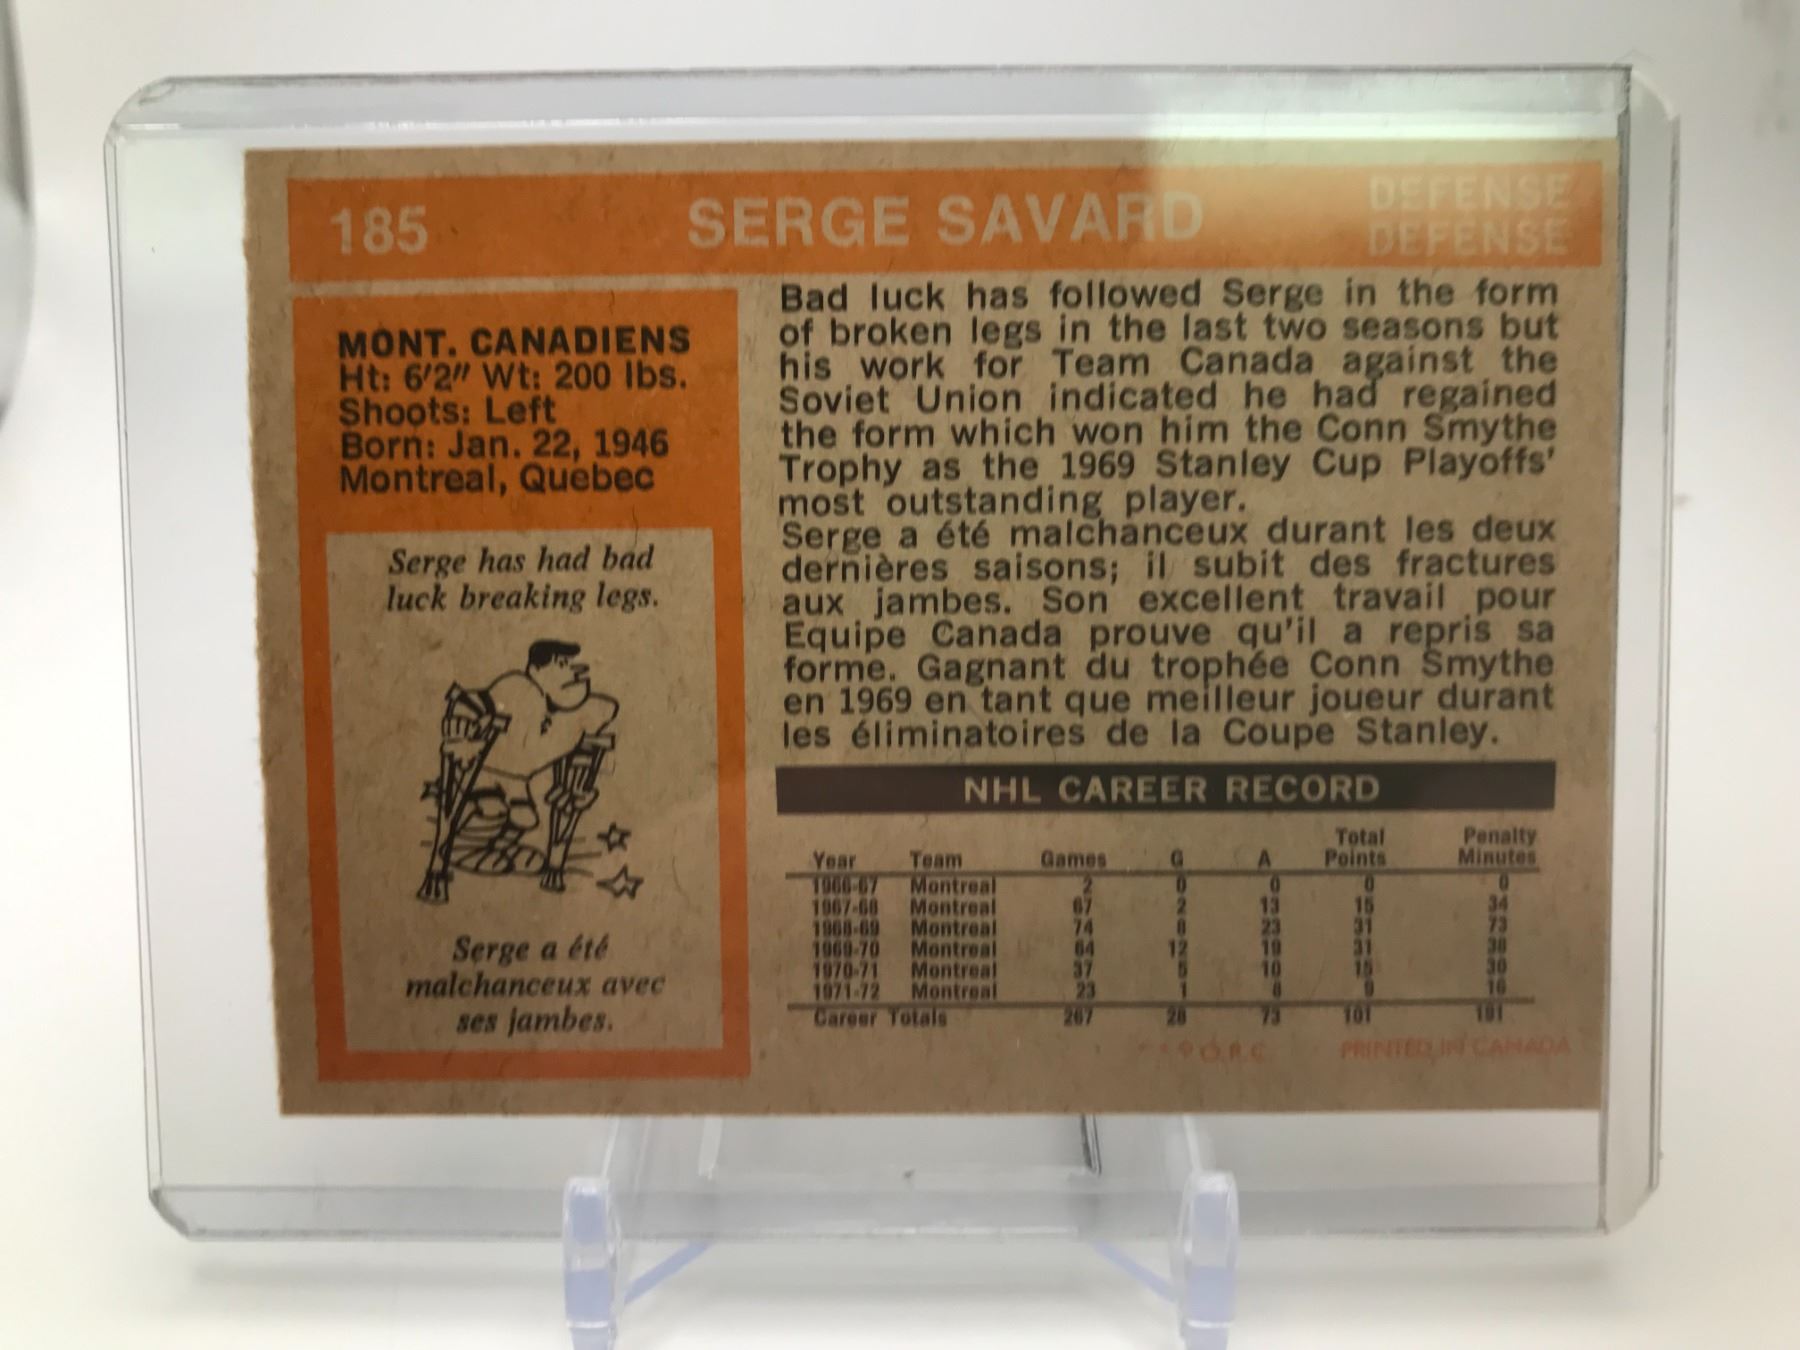 185 SERGE SAVARD DEFENSE
DEFENSE
MONT. CANADIENS
Ht: 6'2" Wt: 200 lbs.
Shoots: Left
Born: Jan. 22, 1946
Montreal, Quebec
Serge has had bad
luck breaking legs.
Serge a été
malchanceux avec
ses jambes.
Bad luck has followed Serge in the form
of broken legs in the last two seasons but
his work for Team Canada against the
Soviet Union indicated he had regained
the form which won him the Conn Smythe
Trophy as the 1969 Stanley Cup Playoffs'
most outstanding player.
Serge a été malchanceux durant les deux
dernières saisons; il subit des fractures
aux jambes. Son excellent travail pour
Equipe Canada prouve qu'il a repris sa
forme. Gagnant du trophée Conn Smythe
en 1969 en tant que meilleur joueur durant
les éliminatoires de la Coupe Stanley.
NHL CAREER RECORD
Total Penalty
Year Team Games G A Points Minutes
1966-67 Montreal 2 0 0 0 0
1967-68 Montreal 67 2 13 15 34
1968-69 Montreal 74 8 23 31 73
1969-70 Montreal 64 12 19 31 38
1970-71 Montreal 37 5 10 15 30
1971-72 Montreal 23 1 8 9 16
Career Totals 267 28 73 101 191
* * © O.P.C. PRINTED IN CANADA